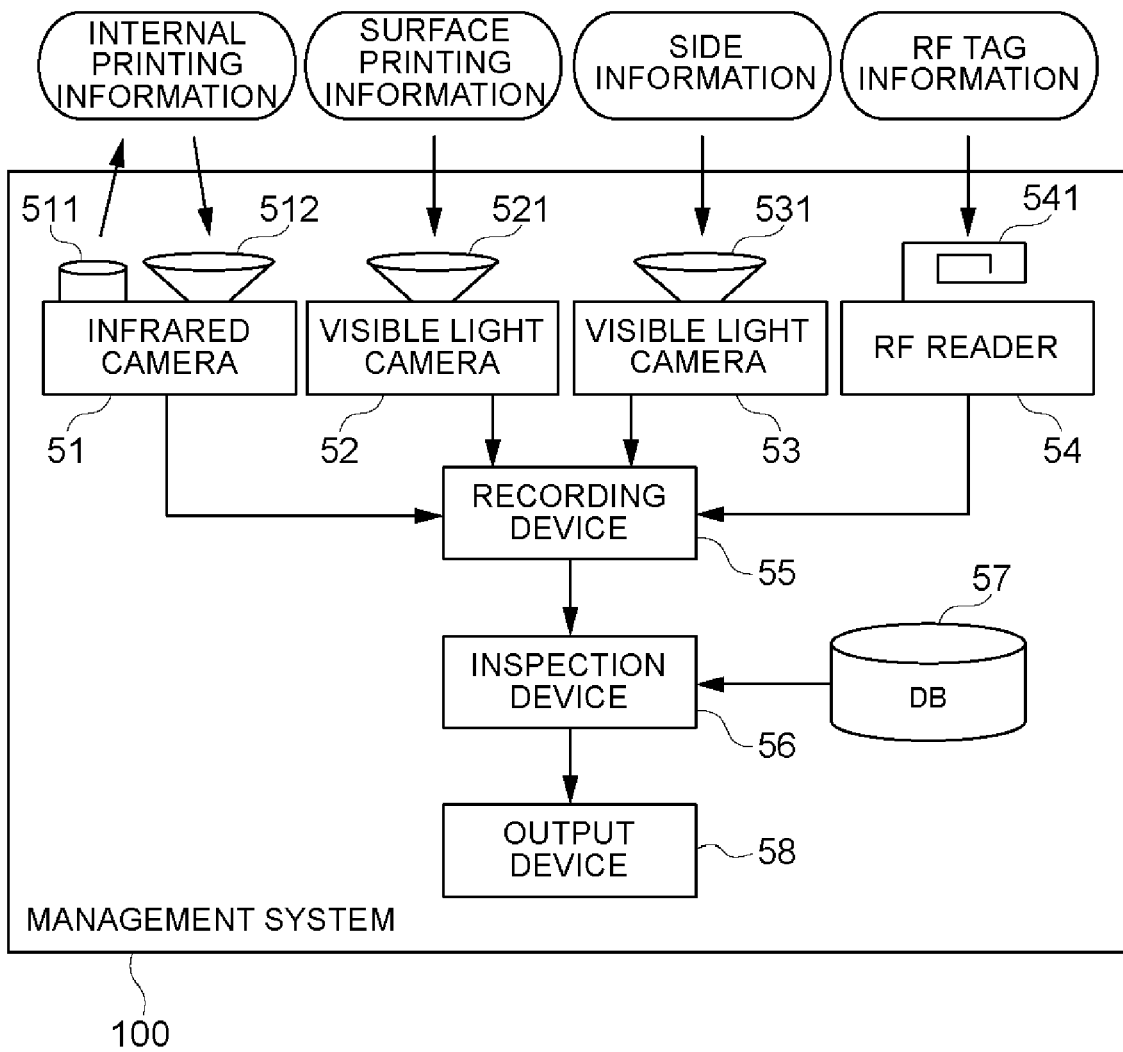 INTERNAL
PRINTING
INFORMATION
SURFACE
PRINTING
INFORMATION
SIDE
INFORMATION
RF TAG
INFORMATION
511
512
521
531
541
INFRARED
CAMERA
VISIBLE LIGHT
CAMERA
VISIBLE LIGHT
CAMERA
RF READER
51
52
53
54
RECORDING
DEVICE
55
57
INSPECTION
DEVICE
DB
56
OUTPUT
DEVICE
58
MANAGEMENT SYSTEM
100